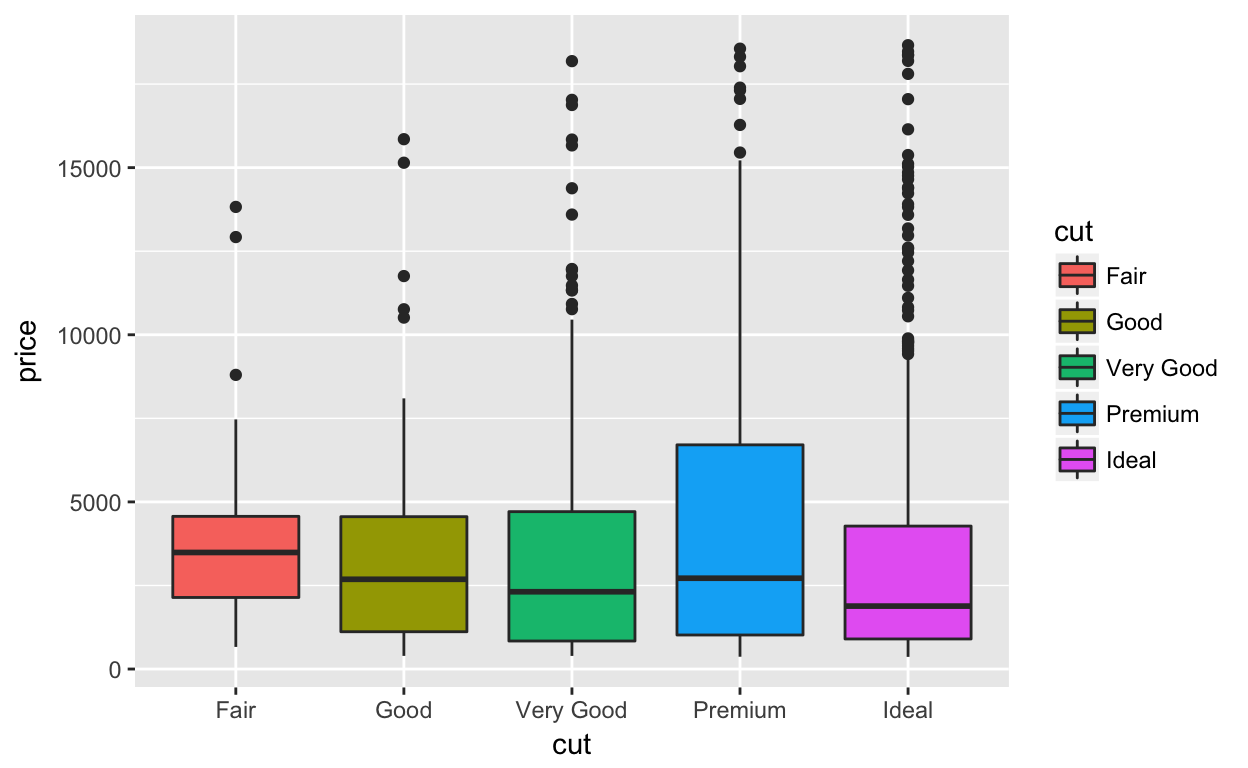 price
15000
10000
5000
0
Fair
Good
Very Good
Premium
Ideal
cut
cut
Fair
Good
Very Good
Premium
Ideal